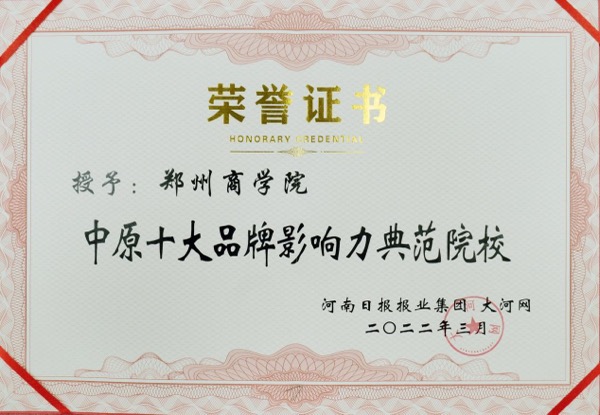 荣誉证书
HONORARY CREDENTIAL
授予：郑州商学院
中原十大品牌影响力典范院校
河南日报报业集团 大河网
二〇二二年三月